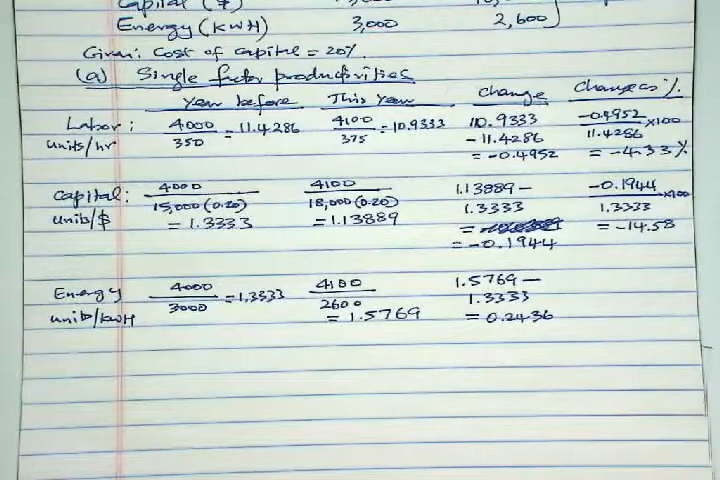 Capital ($)
Energy (KWH) 3,000 2,600
Given: Cost of capital = 20%.
(a) Single factor productivities
Year before This Year Change Change as %
Labor: 4000/350 = 11.4286 4100/375 = 10.9333 10.9333 -0.4952/11.4286 x100
units/hr - 11.4286 = -4.33%
= -0.4952
Capital: 4000/15,000(0.20) 4100/18,000(0.20) 1.13889 - -0.1944/1.3333 x100
units/$ = 1.3333 = 1.13889 1.3333 = -14.58
= -0.1944
Energy 4000/3000 = 1.3333 4100/2600 1.5769 -
units/kwH = 1.5769 1.3333
= 0.2436